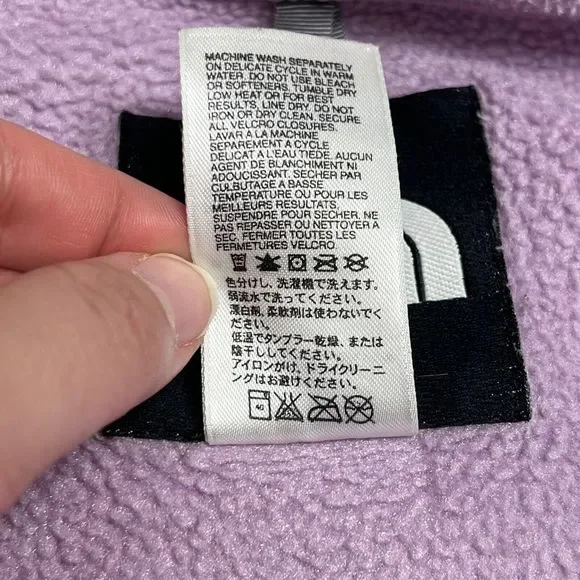 MACHINE WASH SEPARATELY
ON DELICATE CYCLE IN WARM
WATER. DO NOT USE BLEACH
OR SOFTENERS. TUMBLE DRY
LOW HEAT OR FOR BEST
RESULTS, LINE DRY. DO NOT
IRON OR DRY CLEAN. SECURE
ALL VELCRO CLOSURES.
LAVAR A LA MACHINE
SEPAREMENT A CYCLE
DELICAT A L'EAU TIEDE. AUCUN
AGENT DE BLANCHIMENT NI
ADOUCISSANT. SECHER PAR
CULBUTAGE A BASSE
TEMPERATURE OU POUR LES
MEILLEURS RESULTATS,
SUSPENDRE POUR SECHER. NE
PAS REPASSER OU NETTOYER A
SEC. FERMER TOUTES LES
FERMETURES VELCRO.
色分けし、洗濯機で洗えます。
弱流水で洗ってください。
漂白剤、柔軟剤は使わないでください。
低温でタンブラー乾燥、または
陰干ししてください。
アイロンがけ、ドライクリーニ
ングはお避けください。
40